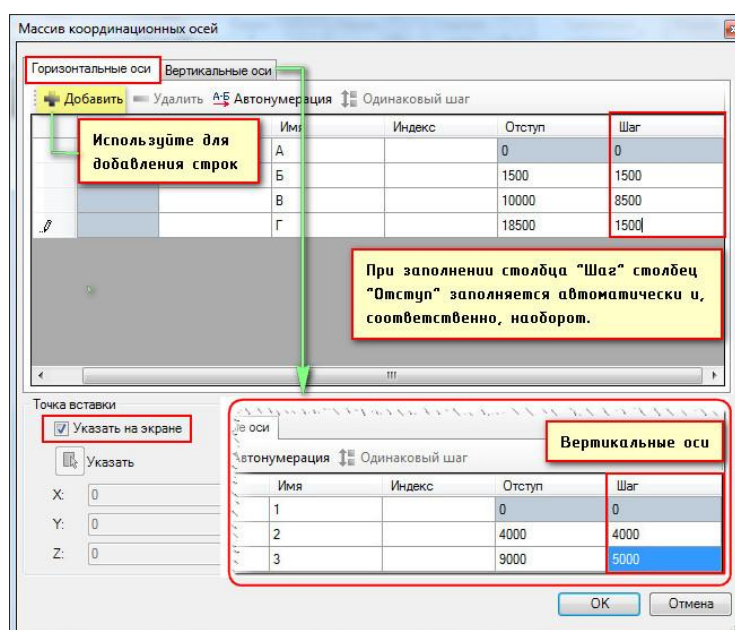 Массив координационных осей
Горизонтальные оси Вертикальные оси
Добавить Удалить А-Б Автонумерация Одинаковый шаг
Имя Индекс Отступ Шаг
Используйте для
добавления строк
А 0 0
Б 1500 1500
В 10000 8500
Г 18500 1500
При заполнении столбца "Шаг" столбец
"Отступ" заполняется автоматически и,
соответственно, наоборот.
Точка вставки
Указать на экране
Указать
X: 0
Y: 0
Z: 0
ые оси
Вертикальные оси
Автонумерация Одинаковый шаг
Имя Индекс Отступ Шаг
1 0 0
2 4000 4000
3 9000 5000
OK Отмена